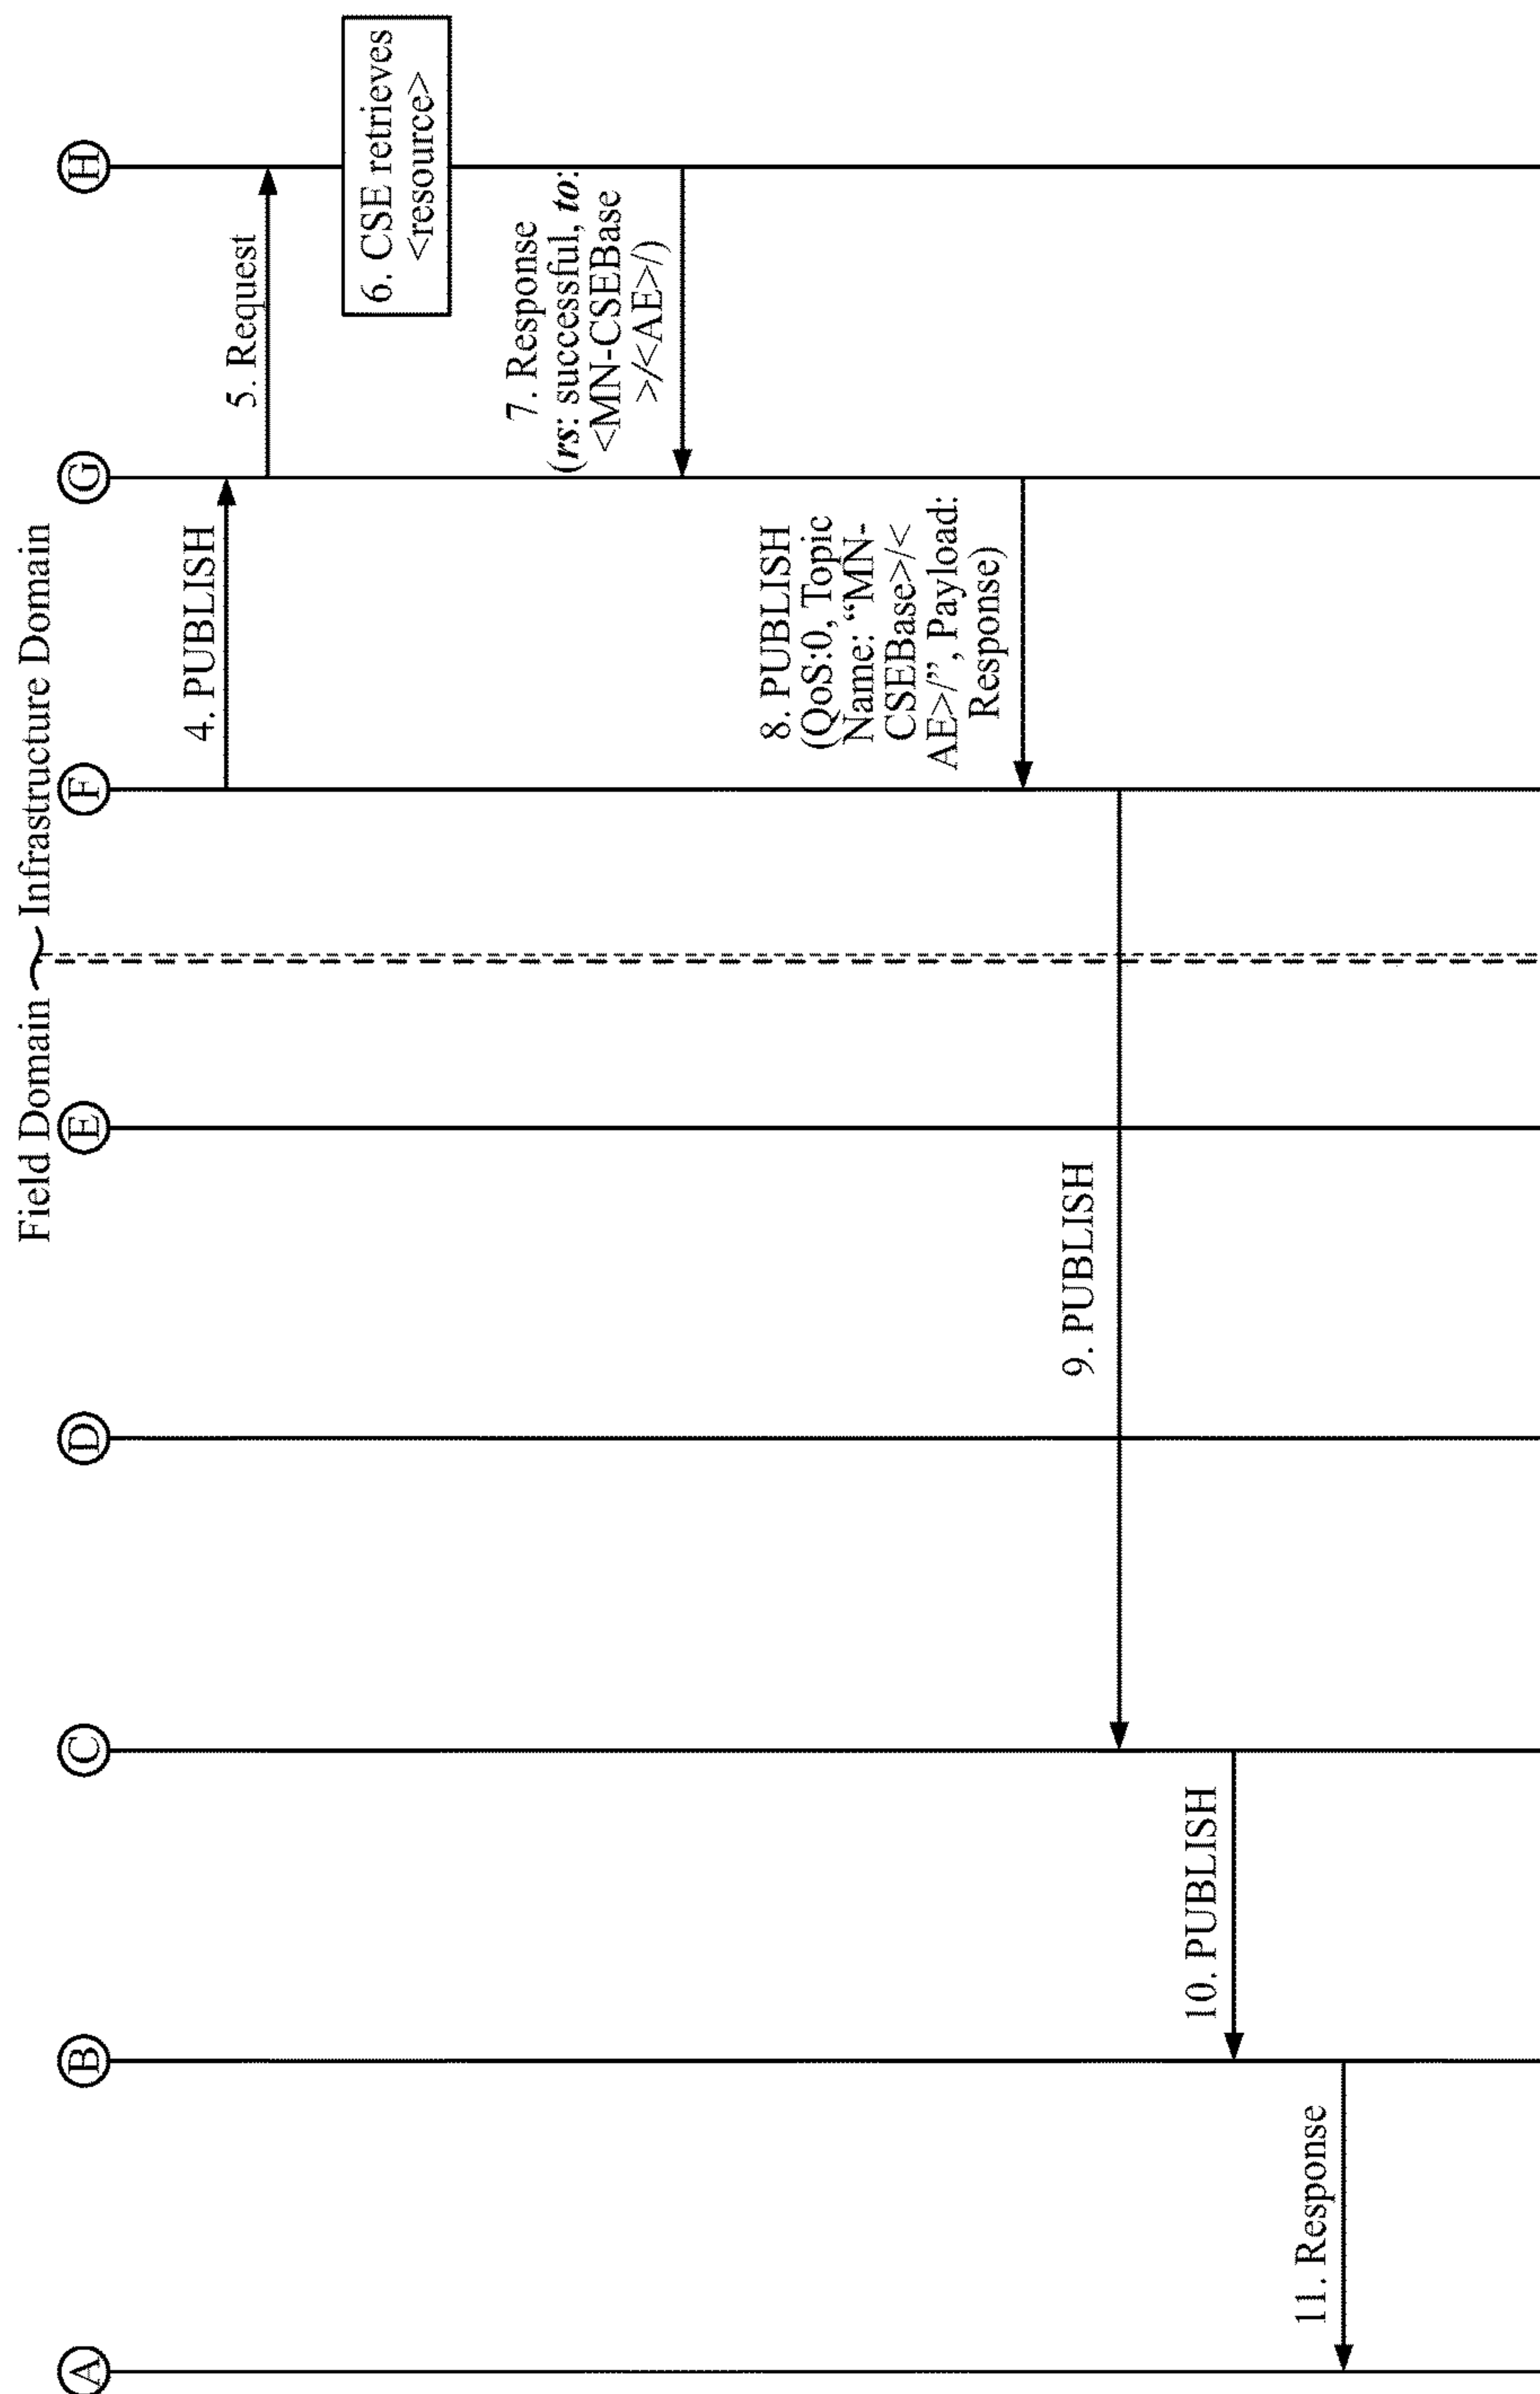 Field Domain
Infrastructure Domain
A
B
C
D
E
F
G
H
4. PUBLISH
5. Request
6. CSE retrieves
<resource>
7. Response
(rs: successful, to:
<MN-CSEBase
>/<AE>/)
8. PUBLISH
(QoS:0, Topic
Name: “MN-
CSEBase>/<
AE>/”, Payload:
Response)
9. PUBLISH
10. PUBLISH
11. Response